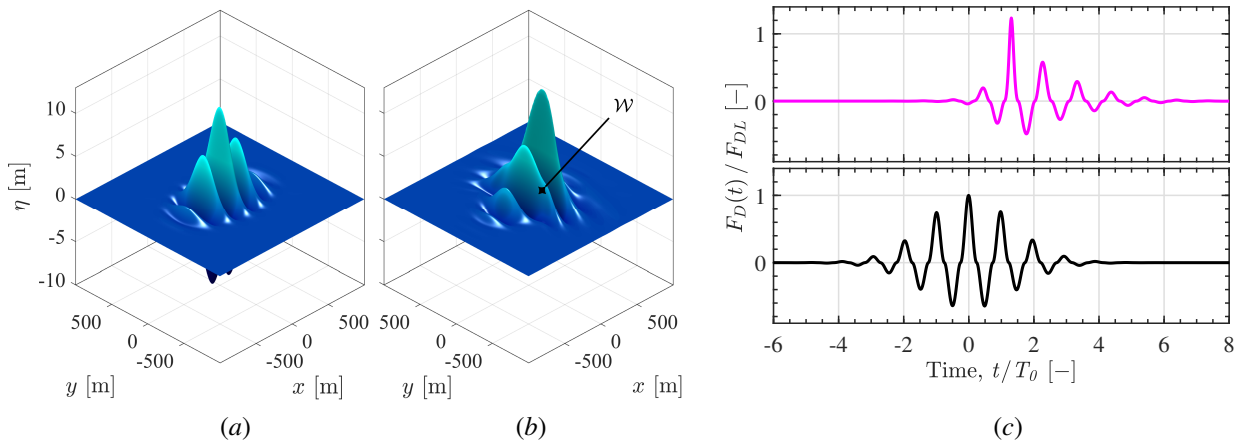 η [m]
10
5
0
-5
-10
500
0
-500
y [m]
-500
0
500
x [m]
(a)
W
500
0
-500
y [m]
-500
0
500
x [m]
(b)
F_D(t) / F_DL [−]
1
0
1
0
-6 -4 -2 0 2 4 6 8
Time, t/T_0 [−]
(c)